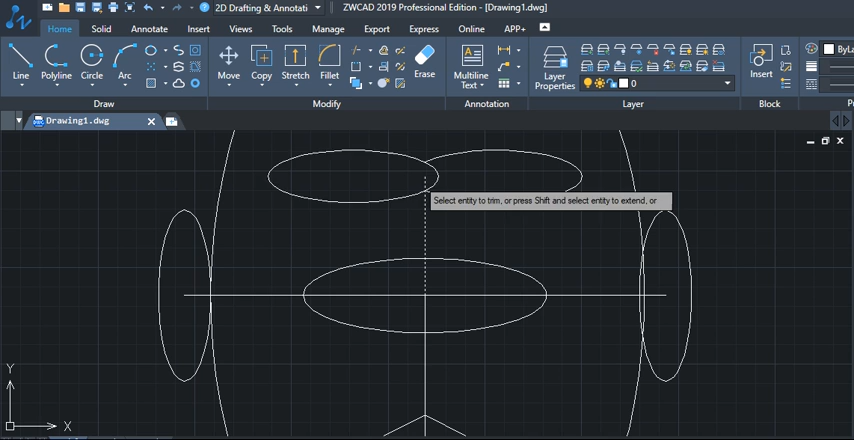 2D Drafting & Annotati
ZWCAD 2019 Professional Edition - [Drawing1.dwg]
Home Solid Annotate Insert Views Tools Manage Export Express Online APP+
Line Polyline Circle Arc
Move Copy Stretch Fillet Erase
Multiline Text
Layer Properties
0
Insert
ByLa
Draw Modify Annotation Layer Block
Drawing1.dwg
Select entity to trim, or press Shift and select entity to extend, or
Y
X